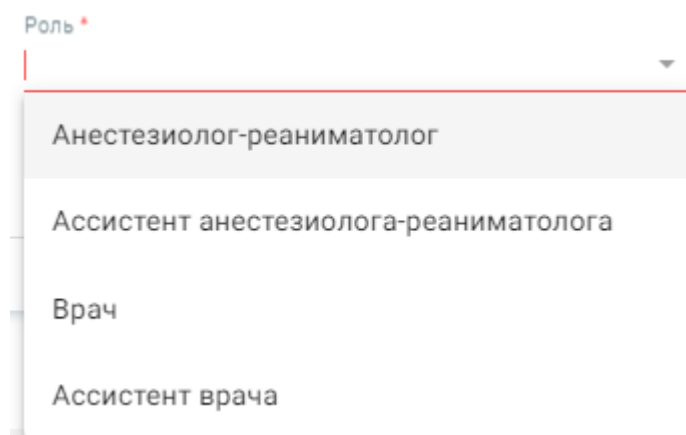 Роль *
Анестезиолог-реаниматолог
Ассистент анестезиолога-реаниматолога
Врач
Ассистент врача